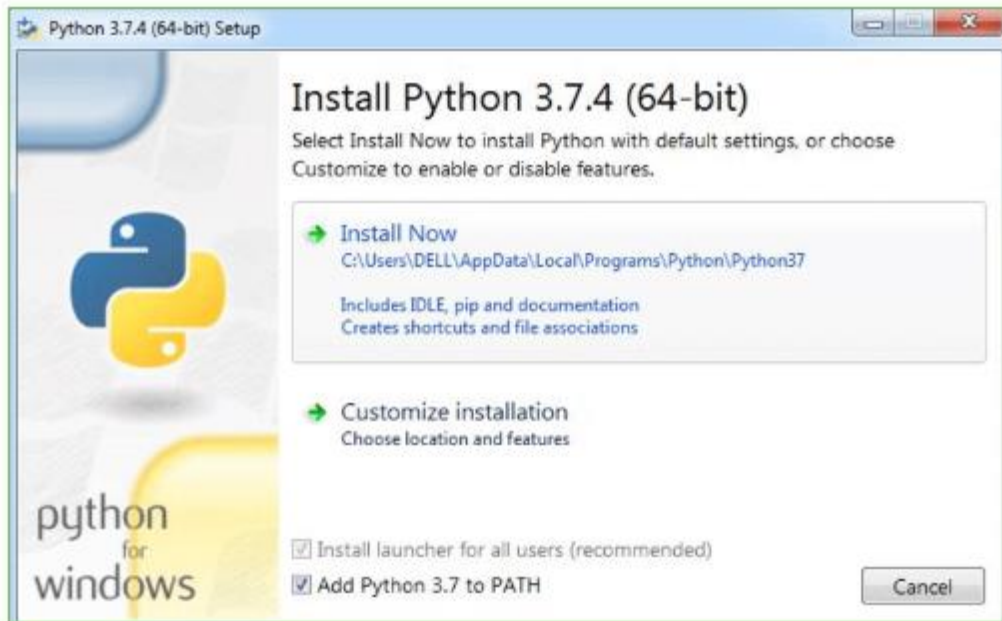 Python 3.7.4 (64-bit) Setup
Install Python 3.7.4 (64-bit)
Select Install Now to install Python with default settings, or choose
Customize to enable or disable features.
Install Now
C:\Users\DELL\AppData\Local\Programs\Python\Python37
Includes IDLE, pip and documentation
Creates shortcuts and file associations
Customize installation
Choose location and features
python
for
windows
Install launcher for all users (recommended)
Add Python 3.7 to PATH
Cancel